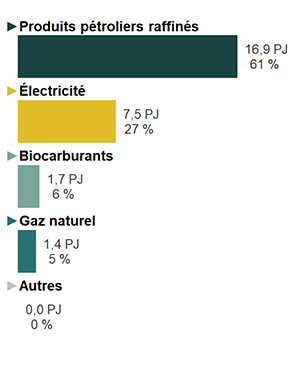 Produits pétroliers raffinés
16,9 PJ
61 %
Électricité
7,5 PJ
27 %
Biocarburants
1,7 PJ
6 %
Gaz naturel
1,4 PJ
5 %
Autres
0,0 PJ
0 %